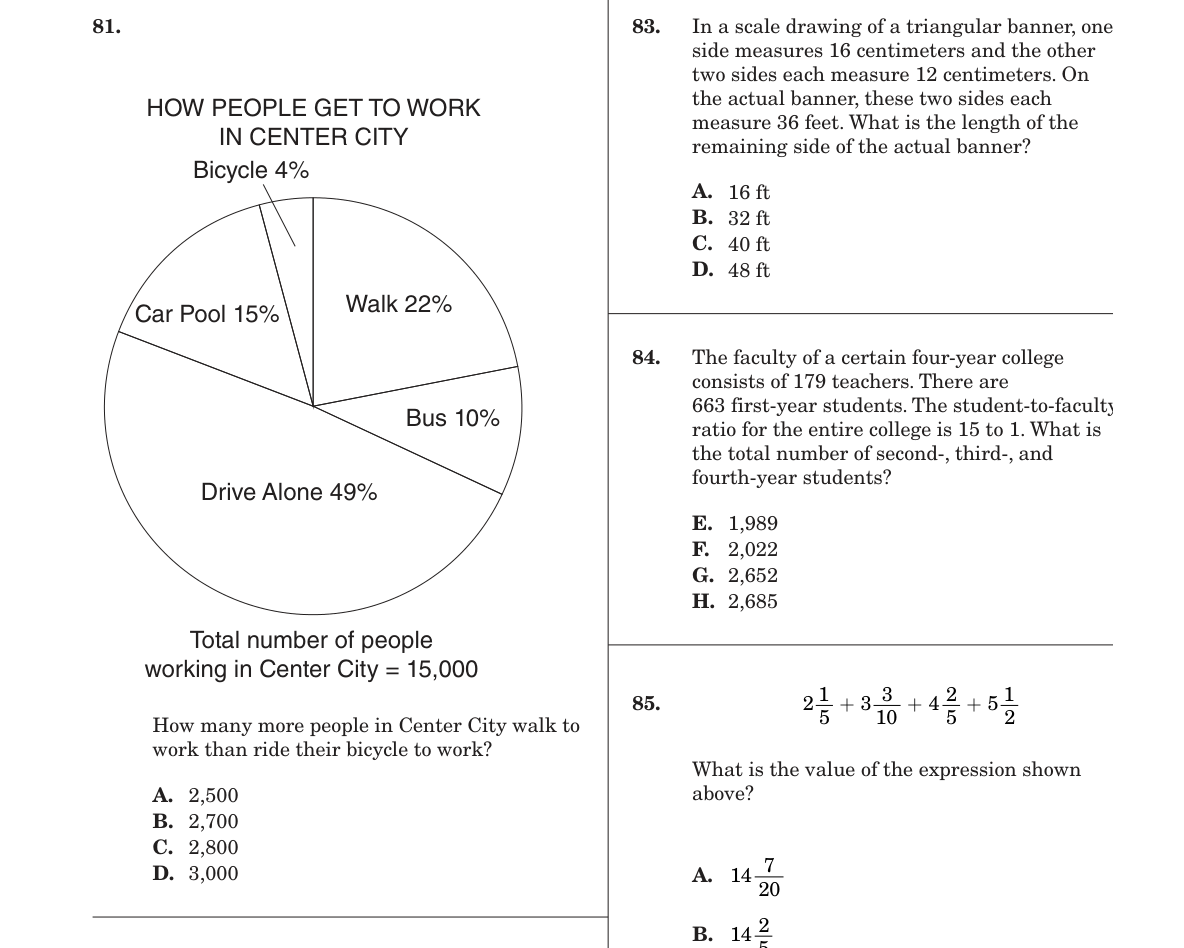 81.
HOW PEOPLE GET TO WORK
IN CENTER CITY
Bicycle 4%
Walk 22%
Car Pool 15%
Bus 10%
Drive Alone 49%
Total number of people
working in Center City = 15,000
How many more people in Center City walk to
work than ride their bicycle to work?
A. 2,500
B. 2,700
C. 2,800
D. 3,000
83. In a scale drawing of a triangular banner, one
side measures 16 centimeters and the other
two sides each measure 12 centimeters. On
the actual banner, these two sides each
measure 36 feet. What is the length of the
remaining side of the actual banner?
A. 16 ft
B. 32 ft
C. 40 ft
D. 48 ft
84. The faculty of a certain four-year college
consists of 179 teachers. There are
663 first-year students. The student-to-faculty
ratio for the entire college is 15 to 1. What is
the total number of second-, third-, and
fourth-year students?
E. 1,989
F. 2,022
G. 2,652
H. 2,685
85. 2 1/5 + 3 3/10 + 4 2/5 + 5 1/2
What is the value of the expression shown
above?
A. 14 7/20
B. 14 2/5